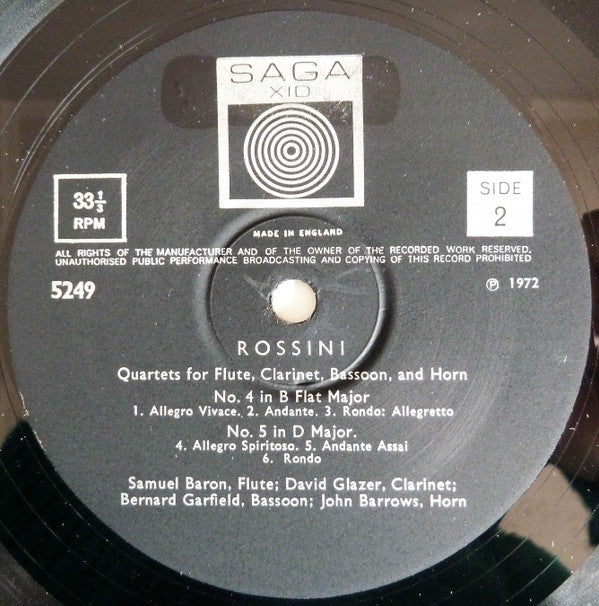 SAGA
XID
33⅓
RPM
SIDE
2
MADE IN ENGLAND
ALL RIGHTS OF THE MANUFACTURER AND OF THE OWNER OF THE RECORDED WORK RESERVED.
UNAUTHORISED PUBLIC PERFORMANCE BROADCASTING AND COPYING OF THIS RECORD PROHIBITED
5249
℗ 1972
ROSSINI
Quartets for Flute, Clarinet, Bassoon, and Horn
No. 4 in B Flat Major
1. Allegro Vivace. 2. Andante. 3. Rondo: Allegretto
No. 5 in D Major.
4. Allegro Spiritoso. 5. Andante Assai
6. Rondo
Samuel Baron, Flute; David Glazer, Clarinet;
Bernard Garfield, Bassoon; John Barrows, Horn